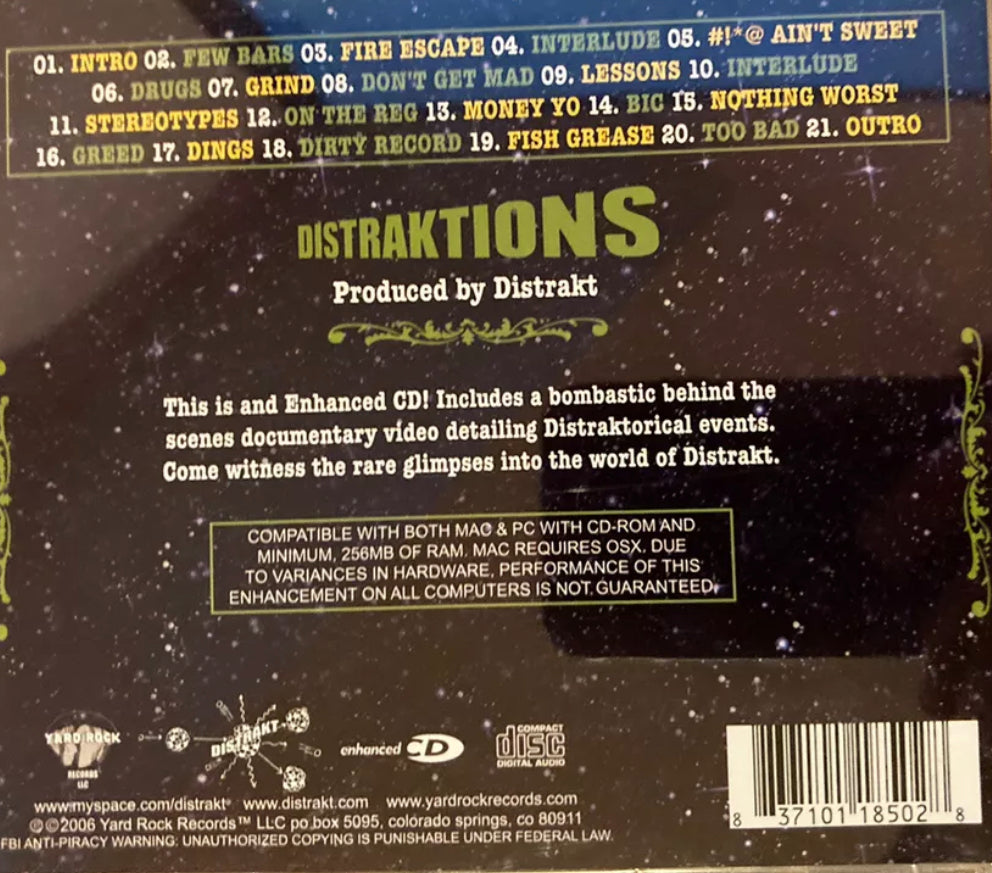 01. INTRO 02. FEW BARS 03. FIRE ESCAPE 04. INTERLUDE 05. #!*@ AIN'T SWEET
06. DRUGS 07. GRIND 08. DON'T GET MAD 09. LESSONS 10. INTERLUDE
11. STEREOTYPES 12. ON THE REG 13. MONEY YO 14. BIC 15. NOTHING WORST
16. GREED 17. DINGS 18. DIRTY RECORD 19. FISH GREASE 20. TOO BAD 21. OUTRO
DISTRAKTIONS
Produced by Distrakt
This is and Enhanced CD! Includes a bombastic behind the
scenes documentary video detailing Distraktorical events.
Come witness the rare glimpses into the world of Distrakt.
COMPATIBLE WITH BOTH MAC & PC WITH CD-ROM AND
MINIMUM, 256MB OF RAM. MAC REQUIRES OSX. DUE
TO VARIANCES IN HARDWARE, PERFORMANCE OF THIS
ENHANCEMENT ON ALL COMPUTERS IS NOT GUARANTEED.
YARD ROCK
RECORDS
LLC
DISTRAKT
enhanced CD
COMPACT
disc
DIGITAL AUDIO
www.myspace.com/distrakt www.distrakt.com www.yardrockrecords.com
℗©2006 Yard Rock Records™ LLC po.box 5095, colorado springs, co 80911
FBI ANTI-PIRACY WARNING: UNAUTHORIZED COPYING IS PUNISHABLE UNDER FEDERAL LAW.
8 37101 18502 8